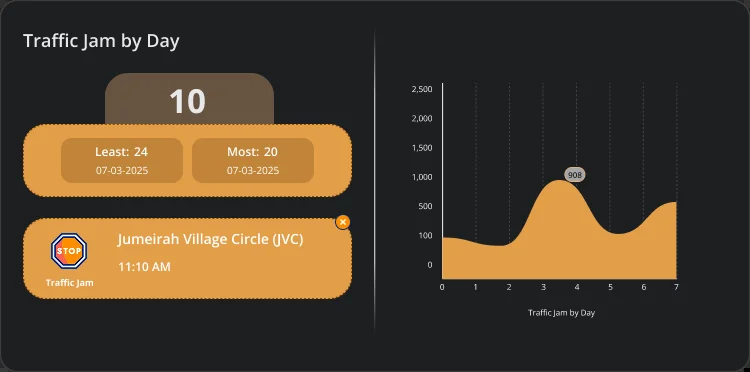 Traffic Jam by Day
10
Least: 24
07-03-2025
Most: 20
07-03-2025
STOP
Traffic Jam
Jumeirah Village Circle (JVC)
11:10 AM
2,500
2,000
1,500
1,000
500
100
0
908
0 1 2 3 4 5 6 7
Traffic Jam by Day